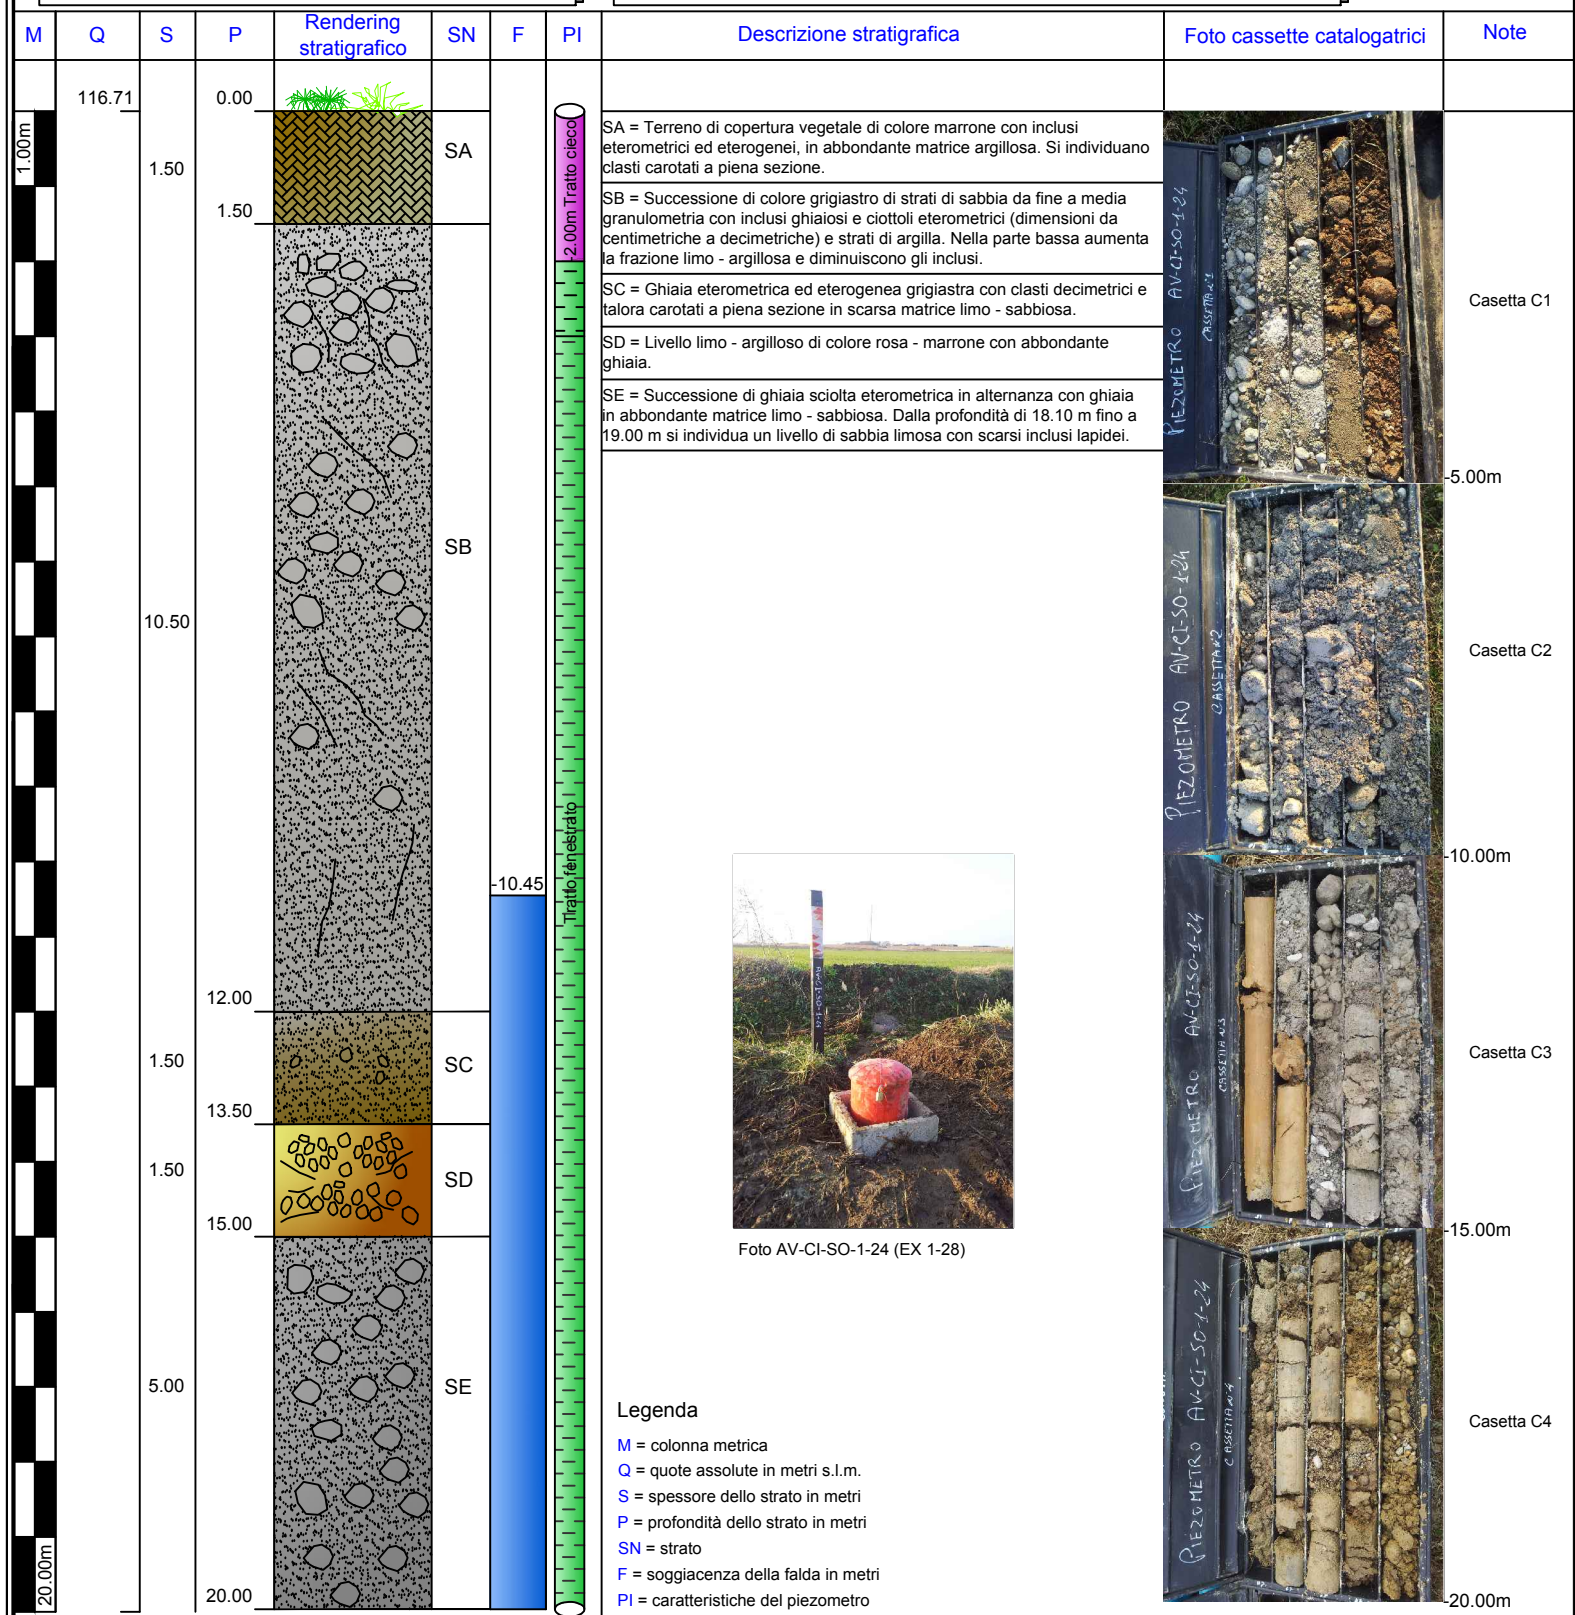 M Q S P Rendering stratigrafico SN F PI Descrizione stratigrafica Foto cassette catalogatrici Note
116.71
0.00
1.00m
1.50
1.50
SA
-2.00m Tratto cieco
SA = Terreno di copertura vegetale di colore marrone con inclusi
eterometrici ed eterogenei, in abbondante matrice argillosa. Si individuano
clasti carotati a piena sezione.
SB = Successione di colore grigiastro di strati di sabbia da fine a media
granulometria con inclusi ghiaiosi e ciottoli eterometrici (dimensioni da
centimetriche a decimetriche) e strati di argilla. Nella parte bassa aumenta
la frazione limo - argillosa e diminuiscono gli inclusi.
SC = Ghiaia eterometrica ed eterogenea grigiastra con clasti decimetrici e
talora carotati a piena sezione in scarsa matrice limo - sabbiosa.
SD = Livello limo - argilloso di colore rosa - marrone con abbondante
ghiaia.
SE = Successione di ghiaia sciolta eterometrica in alternanza con ghiaia
in abbondante matrice limo - sabbiosa. Dalla profondità di 18.10 m fino a
19.00 m si individua un livello di sabbia limosa con scarsi inclusi lapidei.
PIEZOMETRO AV-CI-SO-1-24
CASSETTA N°1
Casetta C1
-5.00m
SB
10.50
PIEZOMETRO AV-CI-SO-1-24
CASSETTA N°2
Casetta C2
-10.00m
Tratto fenestrato
-10.45
12.00
SC
1.50
13.50
PIEZOMETRO AV-CI-SO-1-24
CASSETTA N°3
Casetta C3
AV-CI-SO-1-24
1.50
SD
15.00
-15.00m
Foto AV-CI-SO-1-24 (EX 1-28)
5.00
SE
PIEZOMETRO AV-CI-SO-1-24
CASSETTA N°4
Casetta C4
Legenda
M = colonna metrica
Q = quote assolute in metri s.l.m.
S = spessore dello strato in metri
P = profondità dello strato in metri
SN = strato
F = soggiacenza della falda in metri
PI = caratteristiche del piezometro
20.00m
20.00
-20.00m